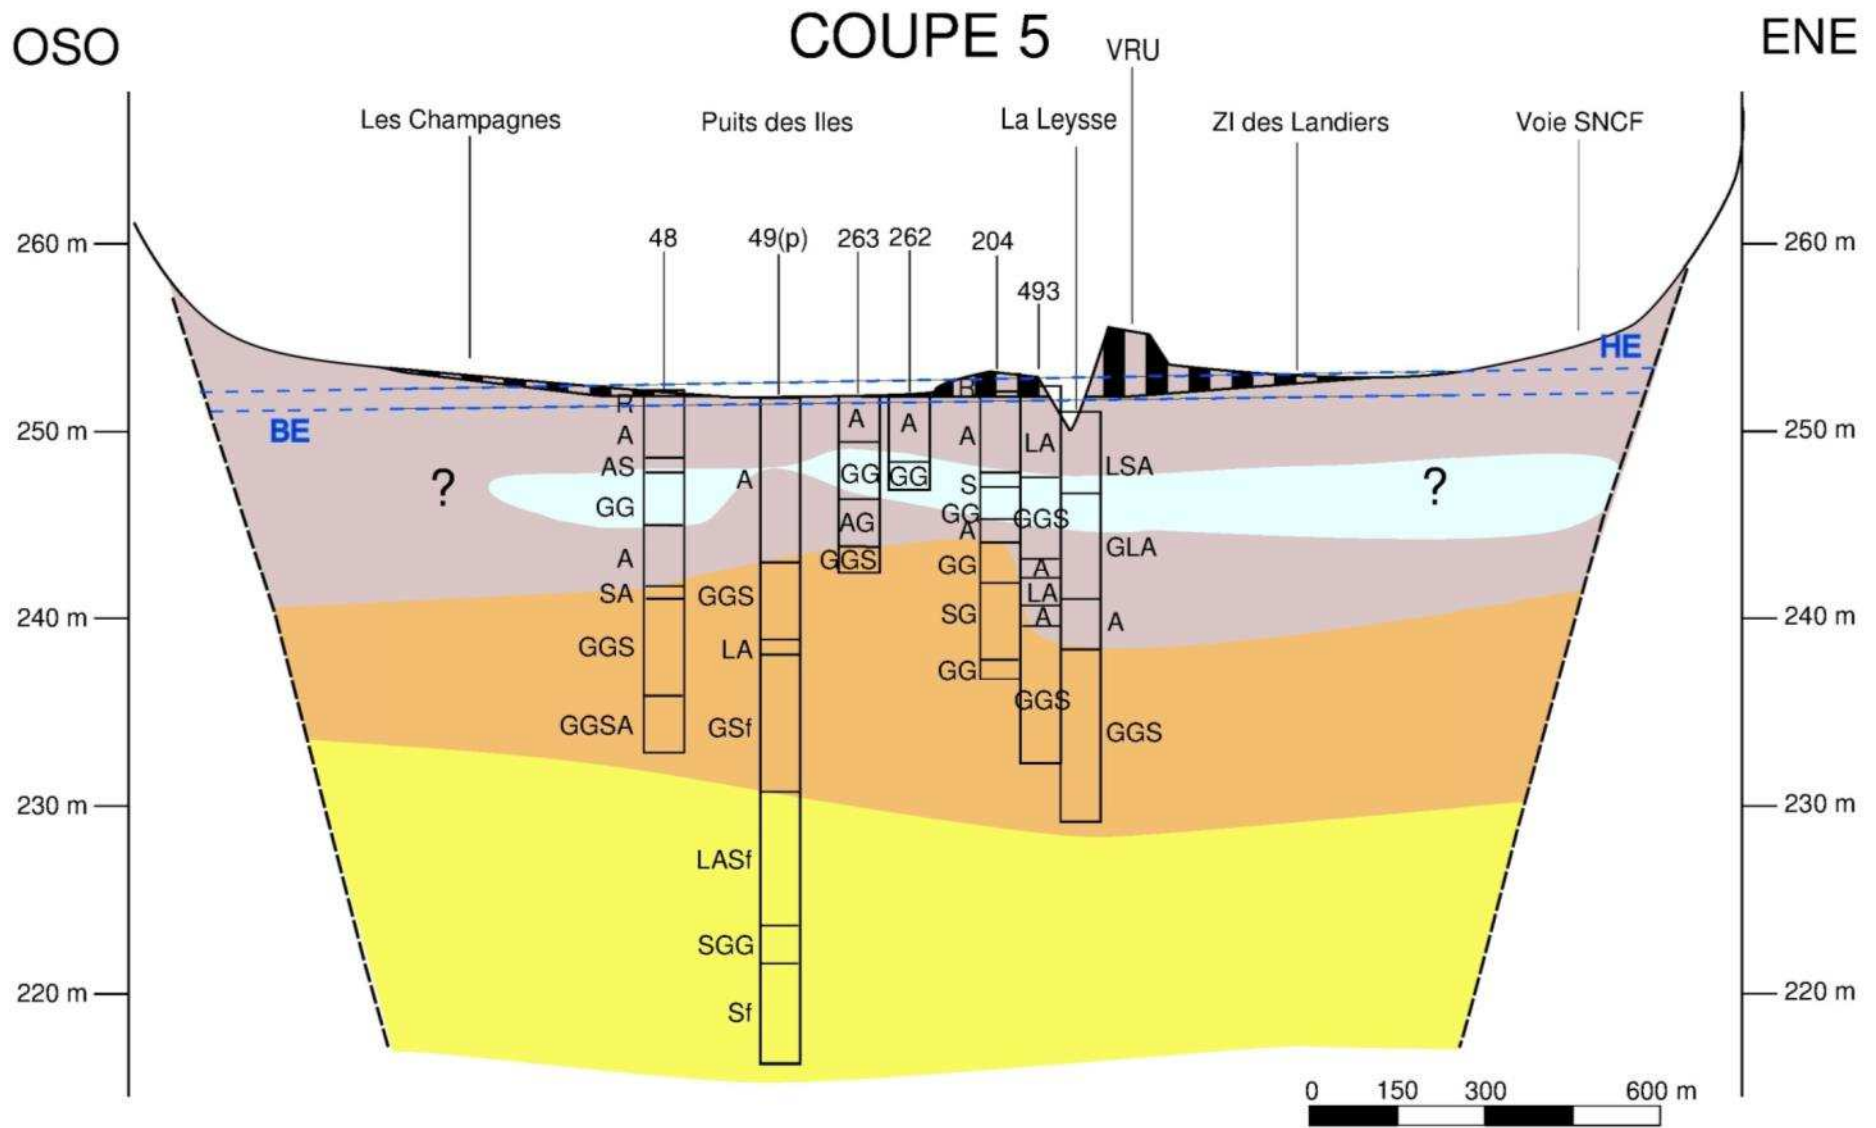 COUPE 5
OSO
VRU
ENE
Les Champagnes
Puits des Iles
La Leysse
ZI des Landiers
Voie SNCF
48
49(p)
263
262
204
493
260 m
260 m
HE
R
R
BE
250 m
250 m
A
A
A
A
LA
LSA
AS
?
A
GG
GG
S
?
GG
GG
AG
GGS
A
GLA
A
GGS
GG
A
SA
GGS
LA
240 m
240 m
SG
A
A
GGS
LA
GG
GGS
GGSA
GSf
GGS
230 m
230 m
LASf
SGG
220 m
220 m
Sf
0 150 300 600 m